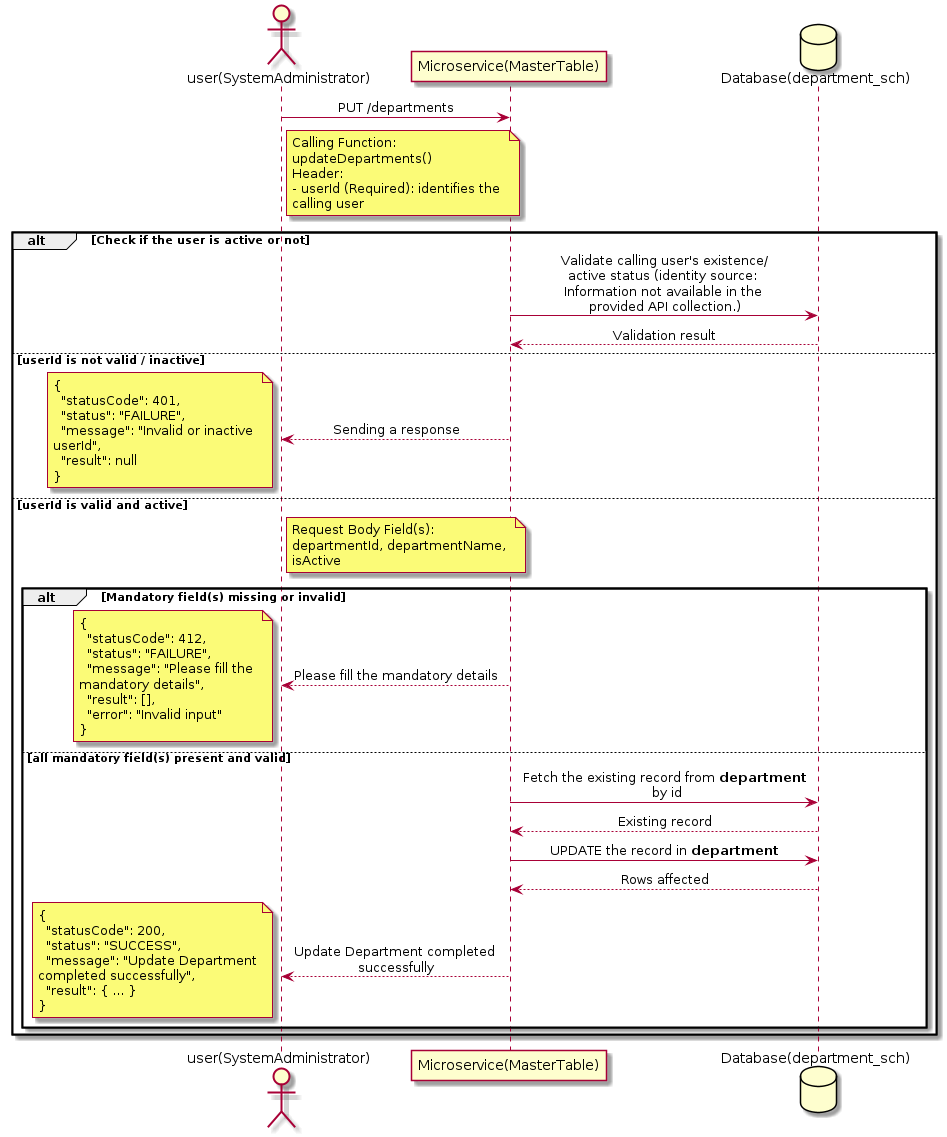 user(SystemAdministrator)
Microservice(MasterTable)
Database(department_sch)
PUT /departments
Calling Function:
updateDepartments()
Header:
- userId (Required): identifies the
calling user
alt
[Check if the user is active or not]
Validate calling user's existence/
active status (identity source:
Information not available in the
provided API collection.)
Validation result
[userId is not valid / inactive]
{
"statusCode": 401,
"status": "FAILURE",
"message": "Invalid or inactive
userId",
"result": null
}
Sending a response
[userId is valid and active]
Request Body Field(s):
departmentId, departmentName,
isActive
alt
[Mandatory field(s) missing or invalid]
{
"statusCode": 412,
"status": "FAILURE",
"message": "Please fill the
mandatory details",
"result": [],
"error": "Invalid input"
}
Please fill the mandatory details
[all mandatory field(s) present and valid]
Fetch the existing record from department
by id
Existing record
UPDATE the record in department
Rows affected
{
"statusCode": 200,
"status": "SUCCESS",
"message": "Update Department
completed successfully",
"result": { ... }
}
Update Department completed
successfully
user(SystemAdministrator)
Microservice(MasterTable)
Database(department_sch)